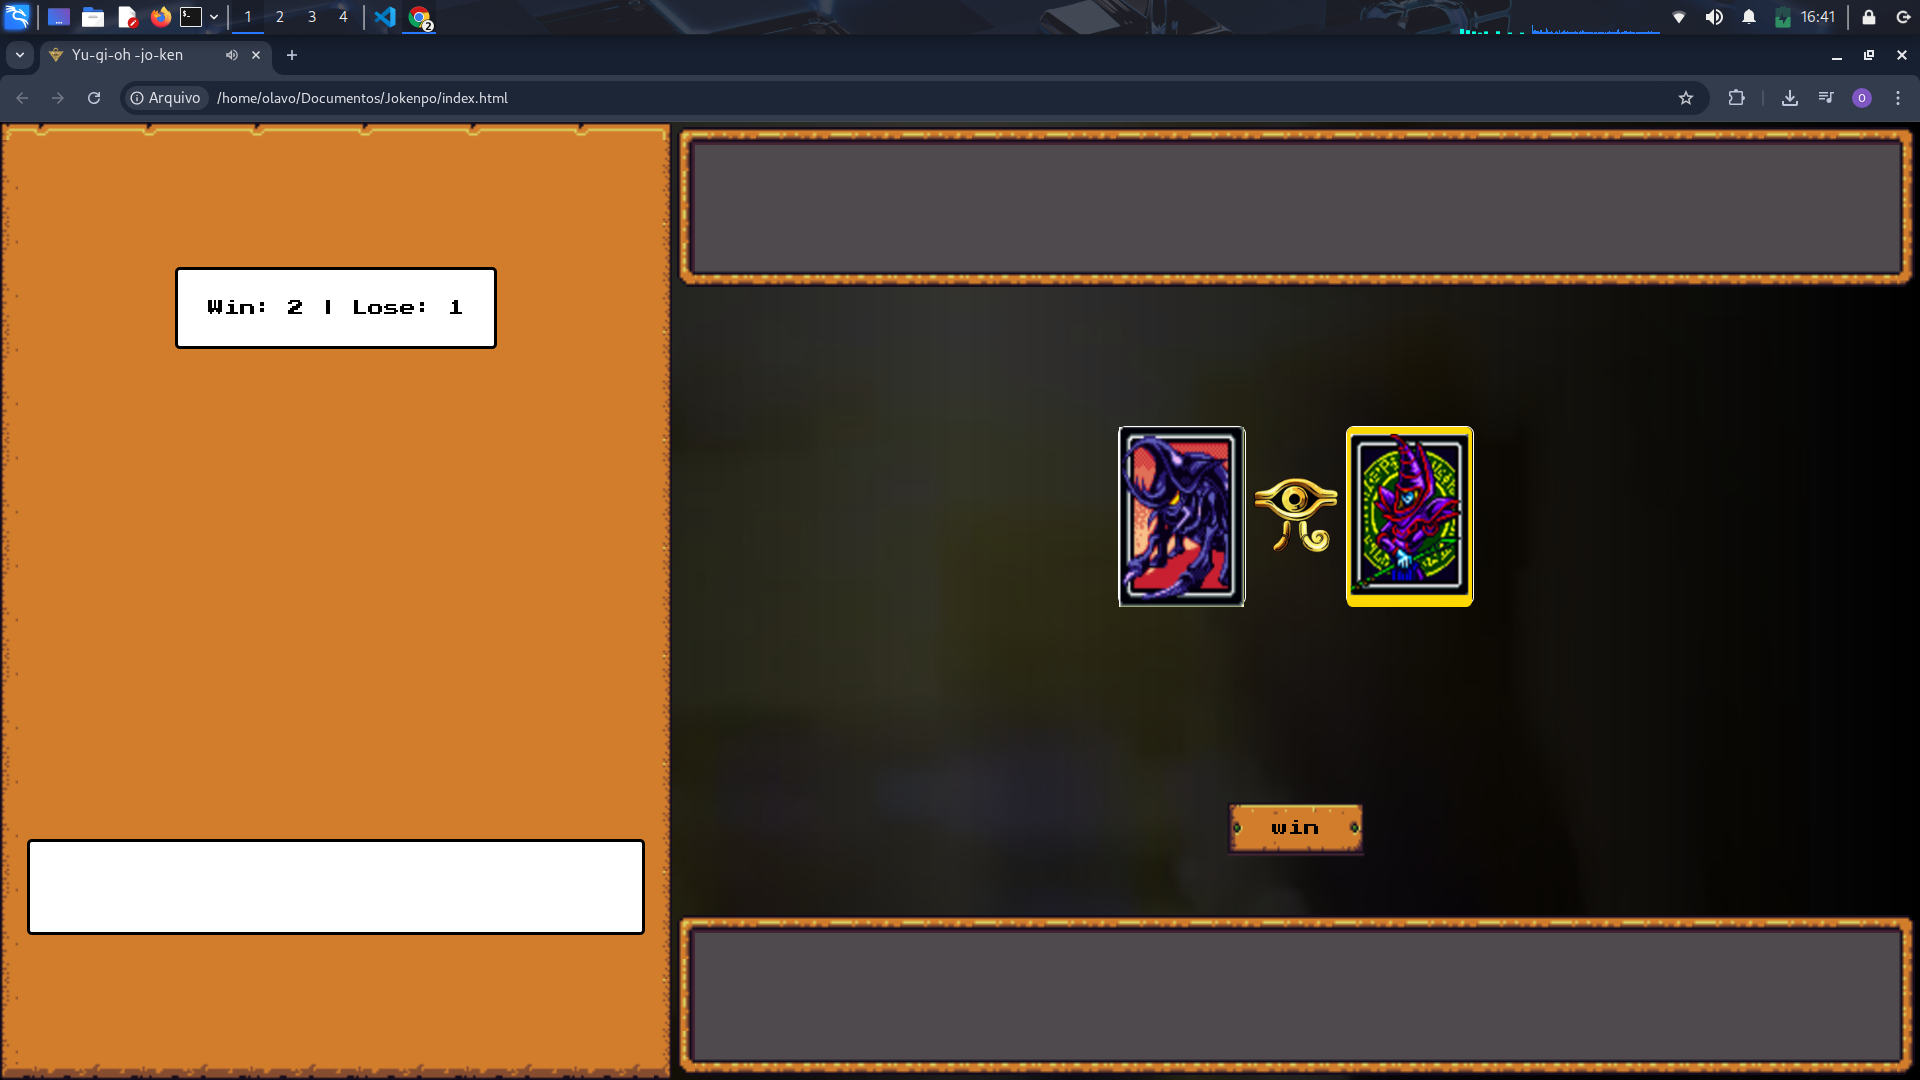 1 2 3 4 2 16:41
Yu-gi-oh -jo-ken
Arquivo /home/olavo/Documentos/Jokenpo/index.html O
Win: 2 | Lose: 1
win